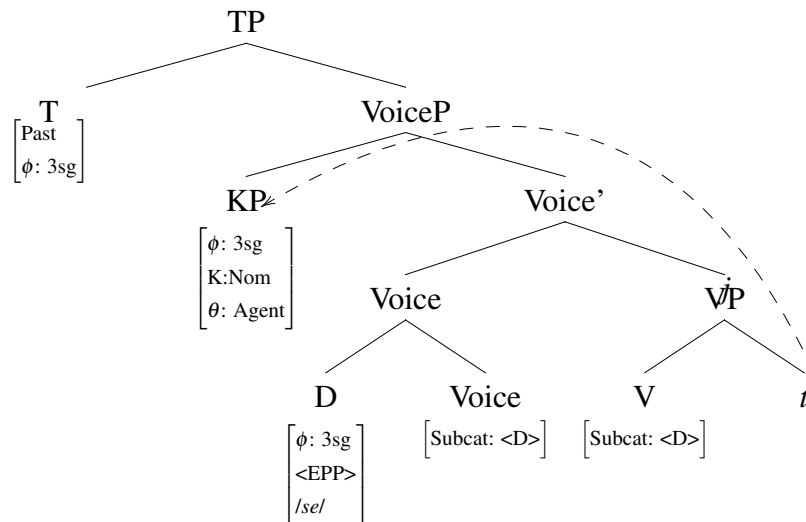 TP
T VoiceP
Past
ϕ: 3sg
KP Voice’
ϕ: 3sg
K:Nom
θ: Agent
Voice VP
j
D Voice V t
ϕ: 3sg
<EPP>
/se/
Subcat: <D> Subcat: <D>